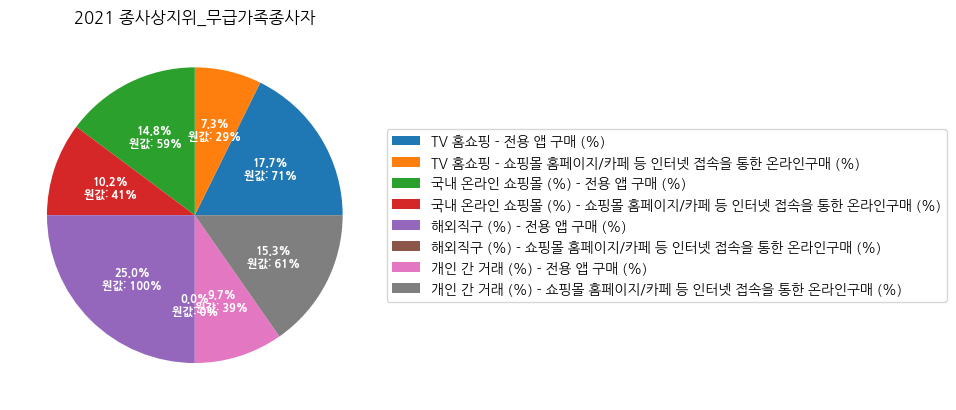 2021 종사상지위_무급가족종사자
7.3%
원값: 29%
14.8%
원값: 59%
17.7%
원값: 71%
10.2%
원값: 41%
15.3%
원값: 61%
25.0%
원값: 100%
0.0%
원값: 0%
9.7%
원값: 39%
TV 홈쇼핑 - 전용 앱 구매 (%)
TV 홈쇼핑 - 쇼핑몰 홈페이지/카페 등 인터넷 접속을 통한 온라인구매 (%)
국내 온라인 쇼핑몰 (%) - 전용 앱 구매 (%)
국내 온라인 쇼핑몰 (%) - 쇼핑몰 홈페이지/카페 등 인터넷 접속을 통한 온라인구매 (%)
해외직구 (%) - 전용 앱 구매 (%)
해외직구 (%) - 쇼핑몰 홈페이지/카페 등 인터넷 접속을 통한 온라인구매 (%)
개인 간 거래 (%) - 전용 앱 구매 (%)
개인 간 거래 (%) - 쇼핑몰 홈페이지/카페 등 인터넷 접속을 통한 온라인구매 (%)